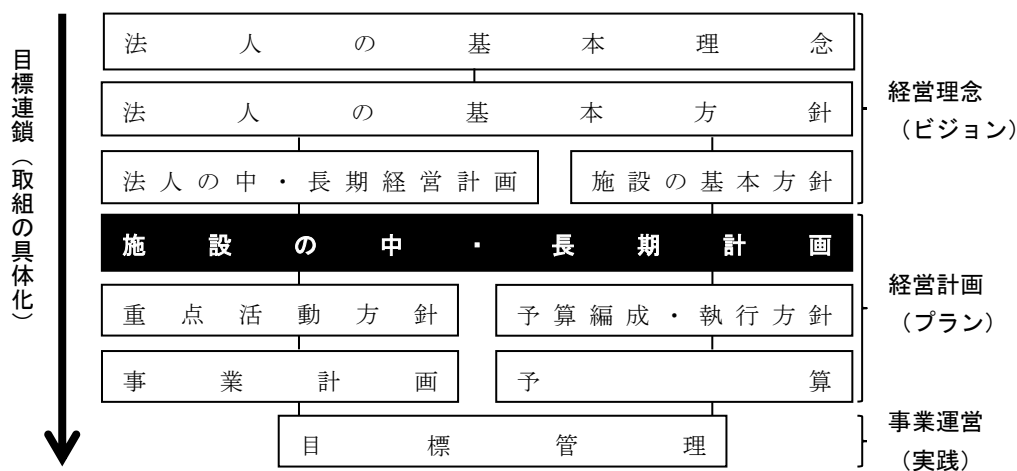 目標連鎖（取組の具体化）
法人の基本理念
法人の基本方針
法人の中・長期経営計画
施設の基本方針
施設の中・長期計画
重点活動方針
予算編成・執行方針
事業計画
予算
目標管理
経営理念
（ビジョン）
経営計画
（プラン）
事業運営
（実践）